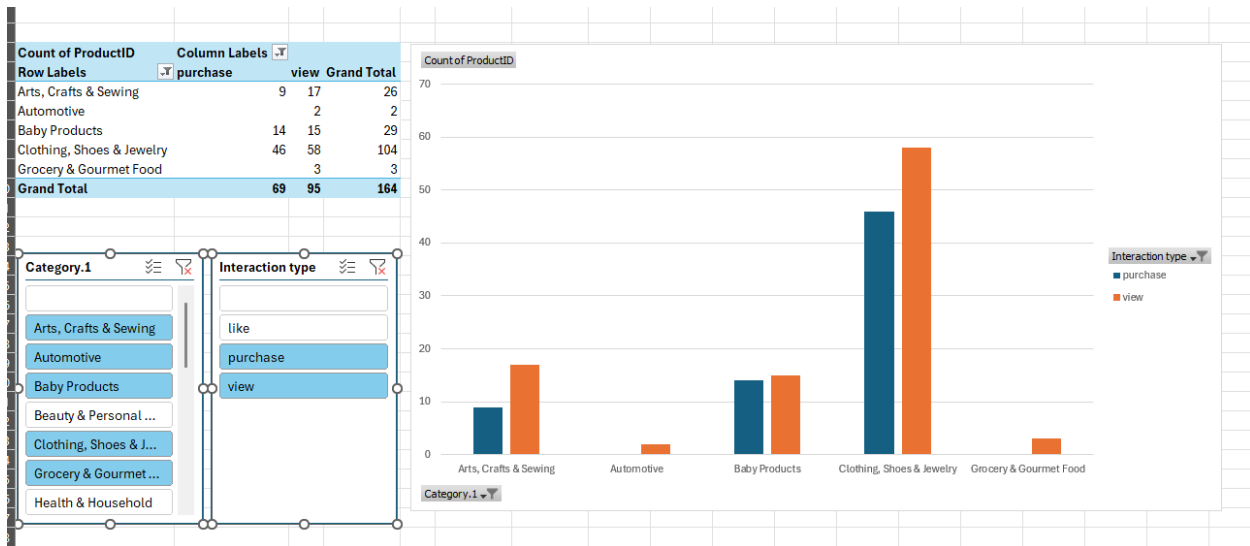 Count of ProductID Column Labels
Row Labels purchase view Grand Total
Arts, Crafts & Sewing 9 17 26
Automotive 2 2
Baby Products 14 15 29
Clothing, Shoes & Jewelry 46 58 104
Grocery & Gourmet Food 3 3
Grand Total 69 95 164
Category.1
Arts, Crafts & Sewing
Automotive
Baby Products
Beauty & Personal ...
Clothing, Shoes & J...
Grocery & Gourmet ...
Health & Household
Interaction type
like
purchase
view
Count of ProductID
70
60
50
40
30
20
10
0
Arts, Crafts & Sewing Automotive Baby Products Clothing, Shoes & Jewelry Grocery & Gourmet Food
Category.1
Interaction type
purchase
view